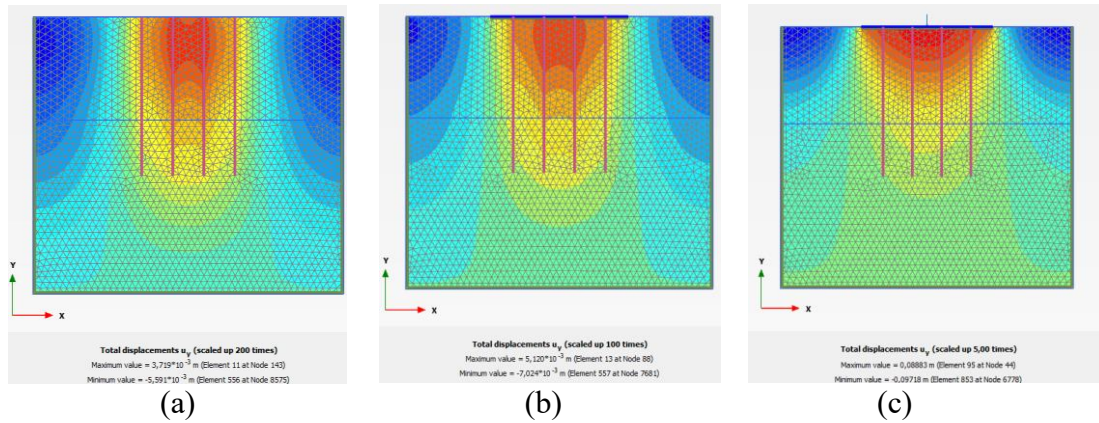 Y
X
Total displacements uy (scaled up 200 times)
Maximum value = 3,719*10⁻³ m (Element 11 at Node 143)
Minimum value = -5,591*10⁻³ m (Element 556 at Node 8575)
(a)
Y
X
Total displacements uy (scaled up 100 times)
Maximum value = 5,120*10⁻³ m (Element 13 at Node 88)
Minimum value = -7,024*10⁻³ m (Element 557 at Node 7681)
(b)
Y
X
Total displacements uy (scaled up 5,00 times)
Maximum value = 0,08883 m (Element 95 at Node 44)
Minimum value = -0,09718 m (Element 853 at Node 6778)
(c)